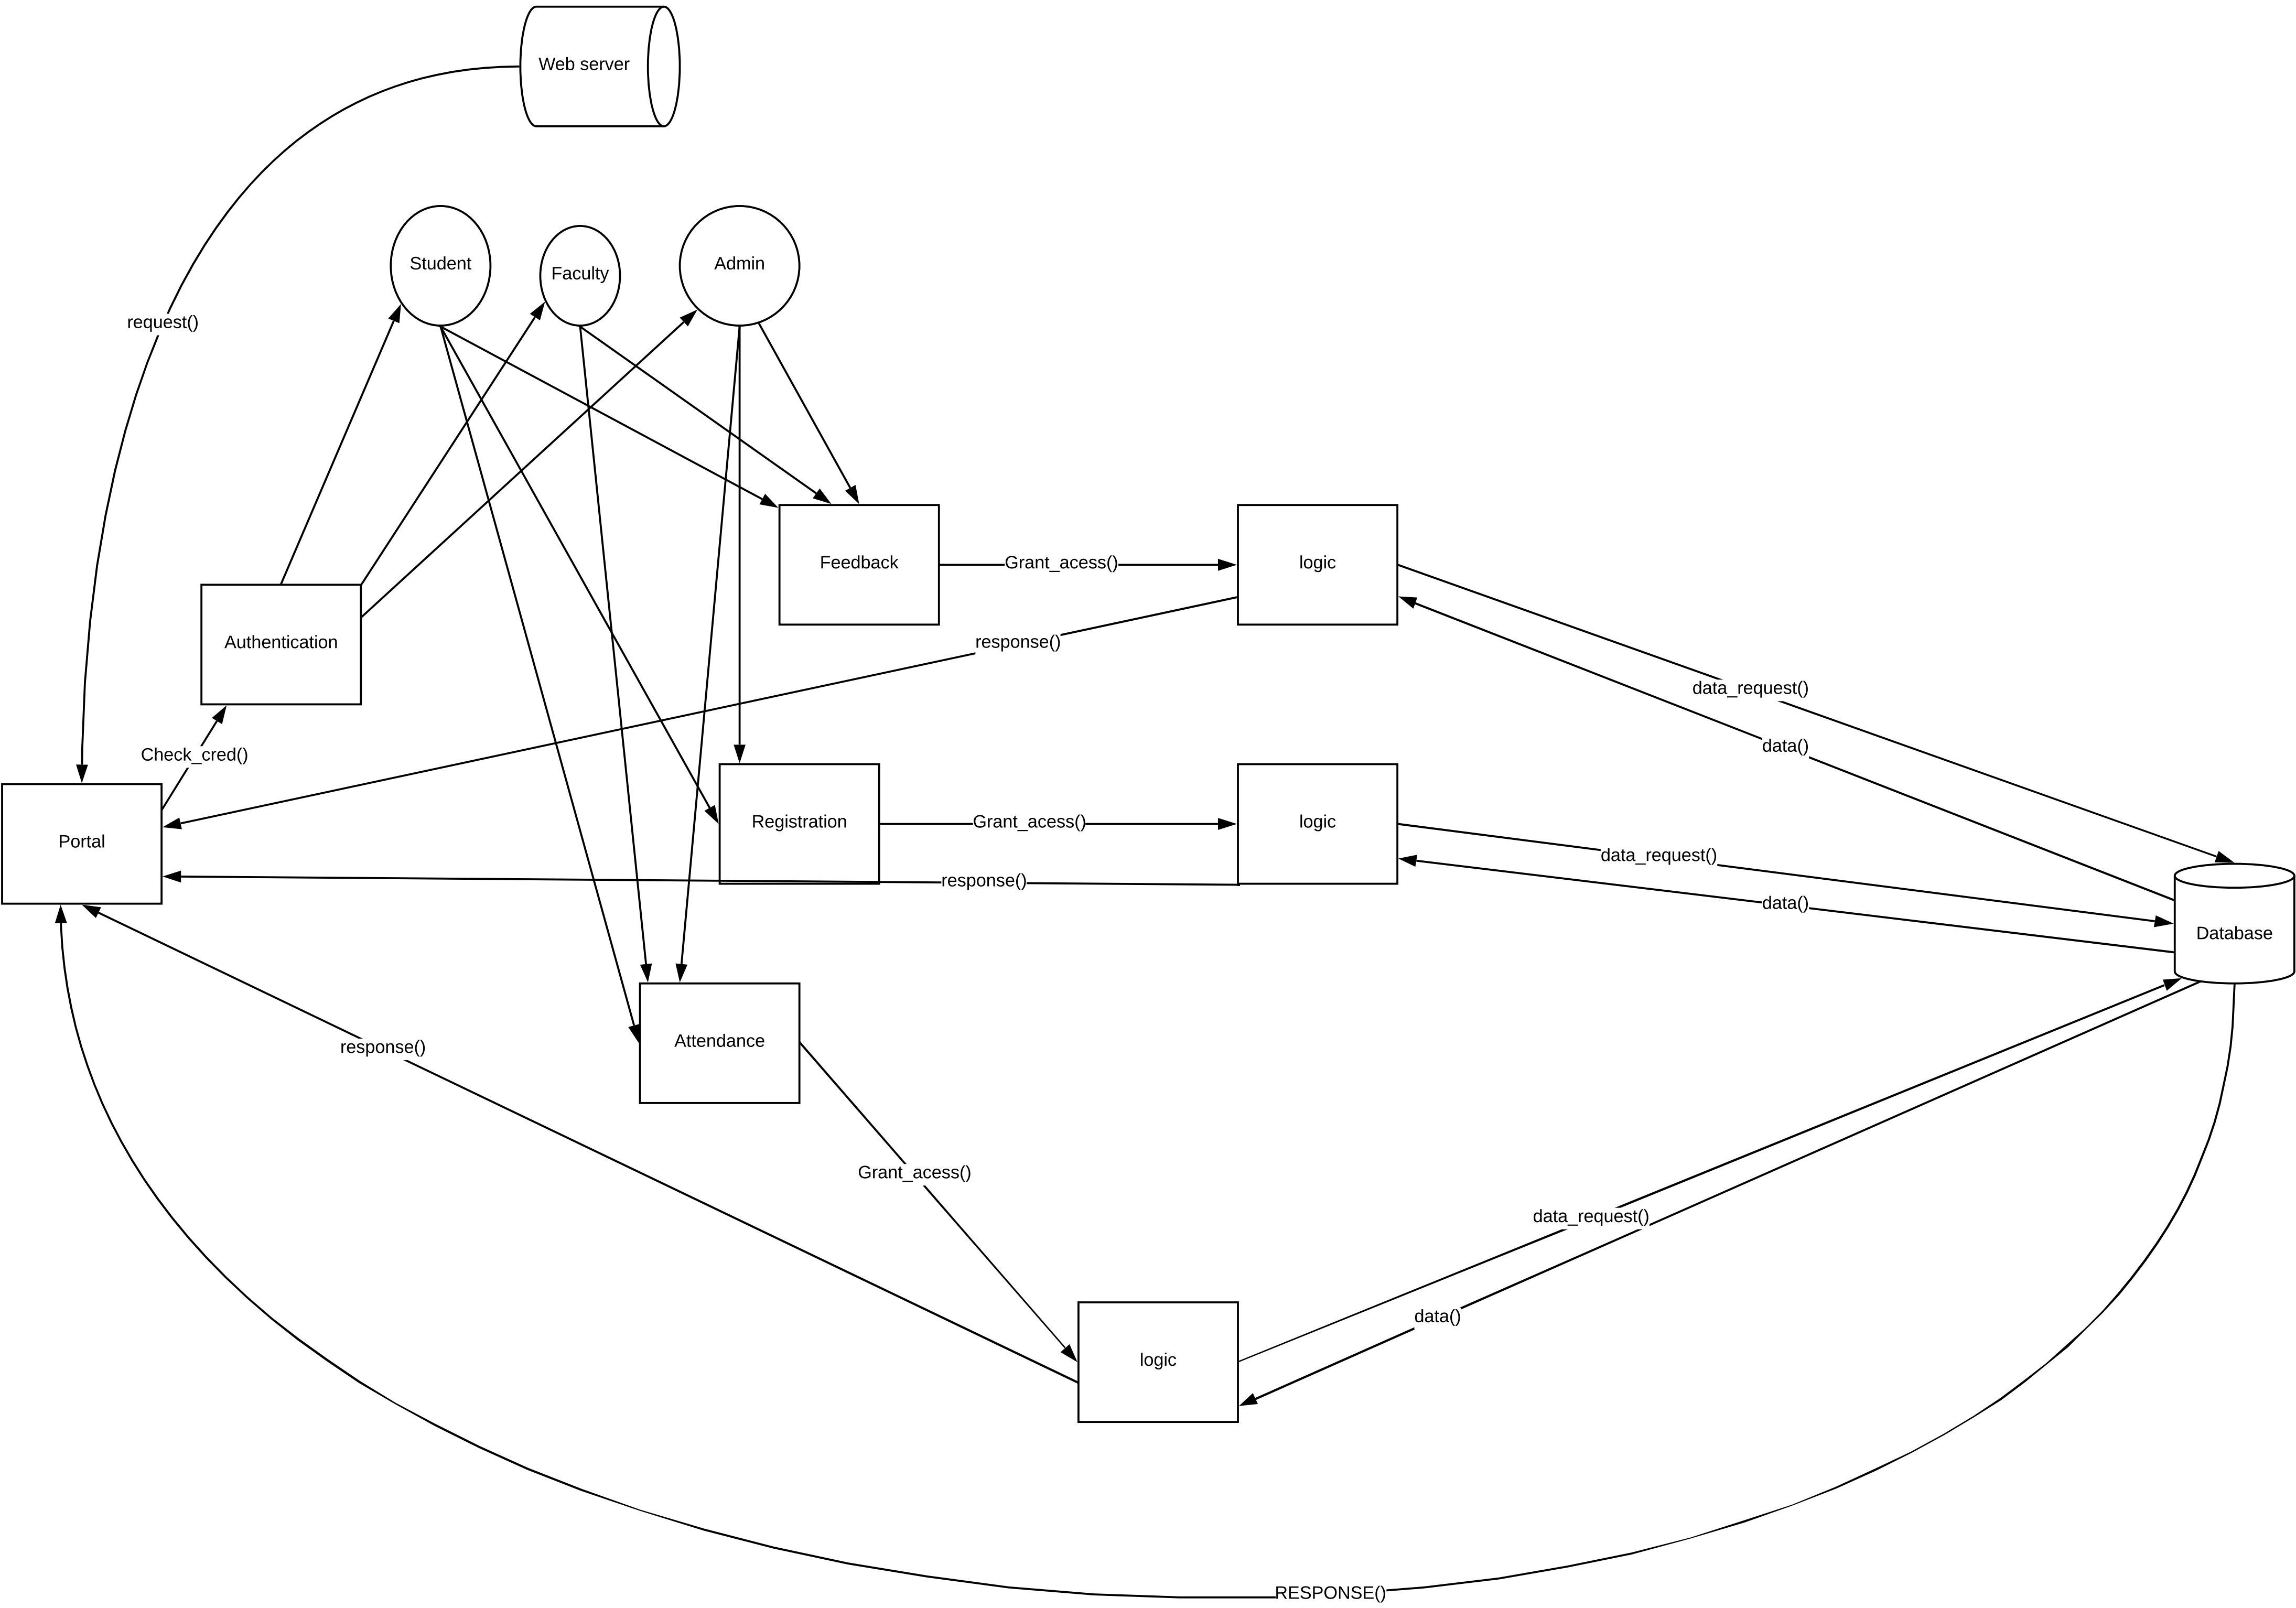 Web server
Student
Faculty
Admin
request()
Feedback
Grant_acess()
logic
Authentication
response()
data_request()
data()
Check_cred()
Portal
Registration
Grant_acess()
logic
data_request()
response()
data()
Database
Attendance
response()
Grant_acess()
data_request()
data()
logic
RESPONSE()